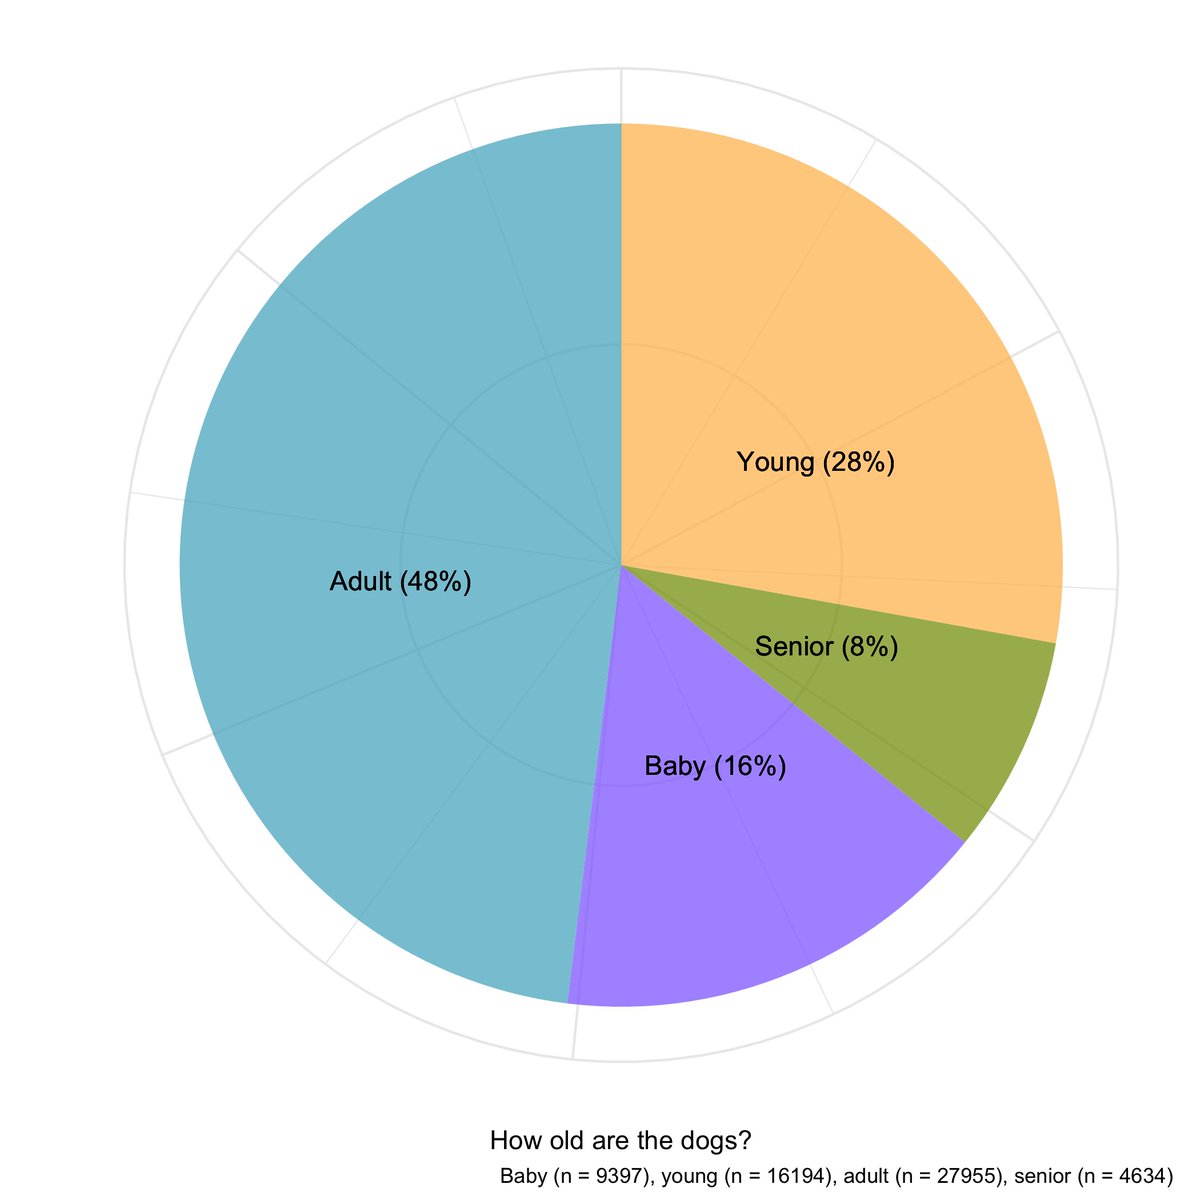 Young (28%)
Adult (48%)
Senior (8%)
Baby (16%)
How old are the dogs?
Baby (n = 9397), young (n = 16194), adult (n = 27955), senior (n = 4634)